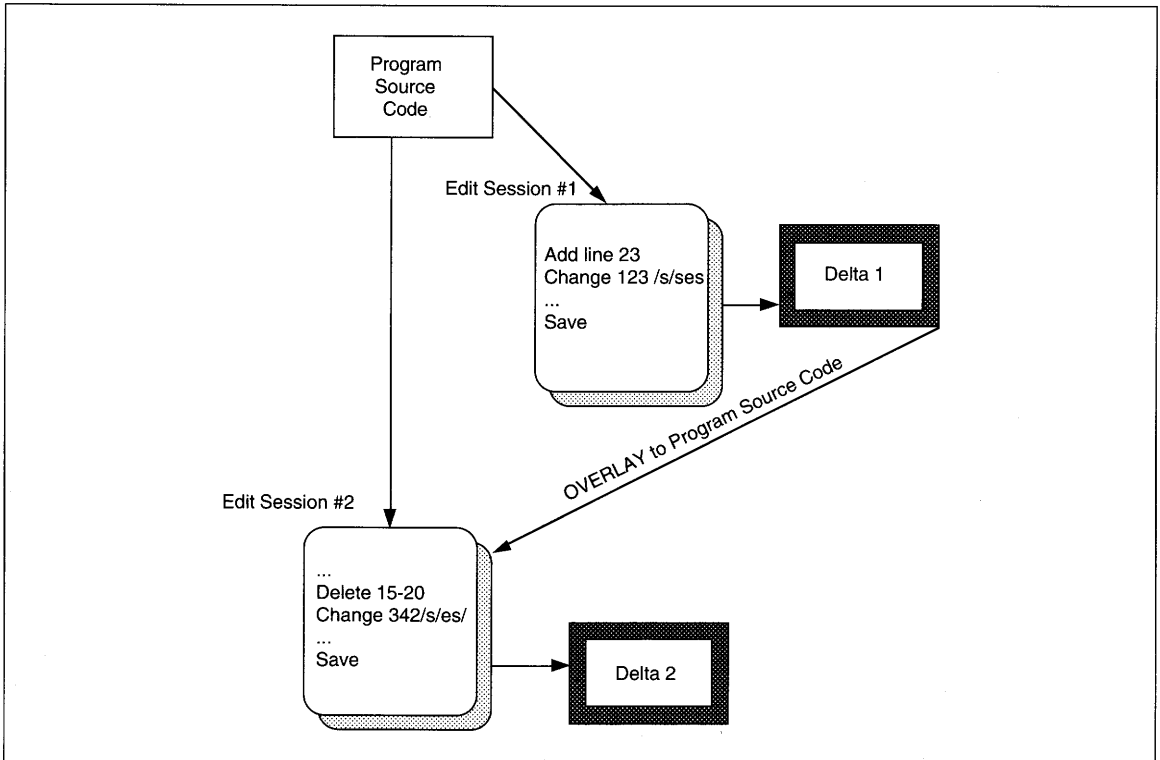 Program
Source
Code
Edit Session #1
Add line 23
Change 123 /s/ses
...
Save
Delta 1
OVERLAY to Program Source Code
Edit Session #2
...
Delete 15-20
Change 342/s/es/
...
Save
Delta 2